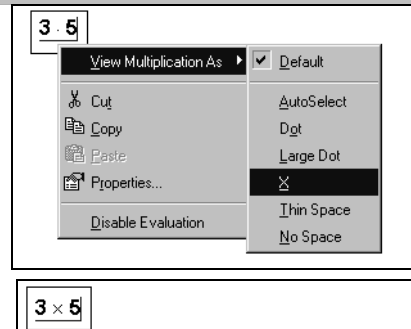 3 · 5
View Multiplication As
Cut
Copy
Paste
Properties...
Disable Evaluation
Default
AutoSelect
Dot
Large Dot
X
Thin Space
No Space
3 × 5